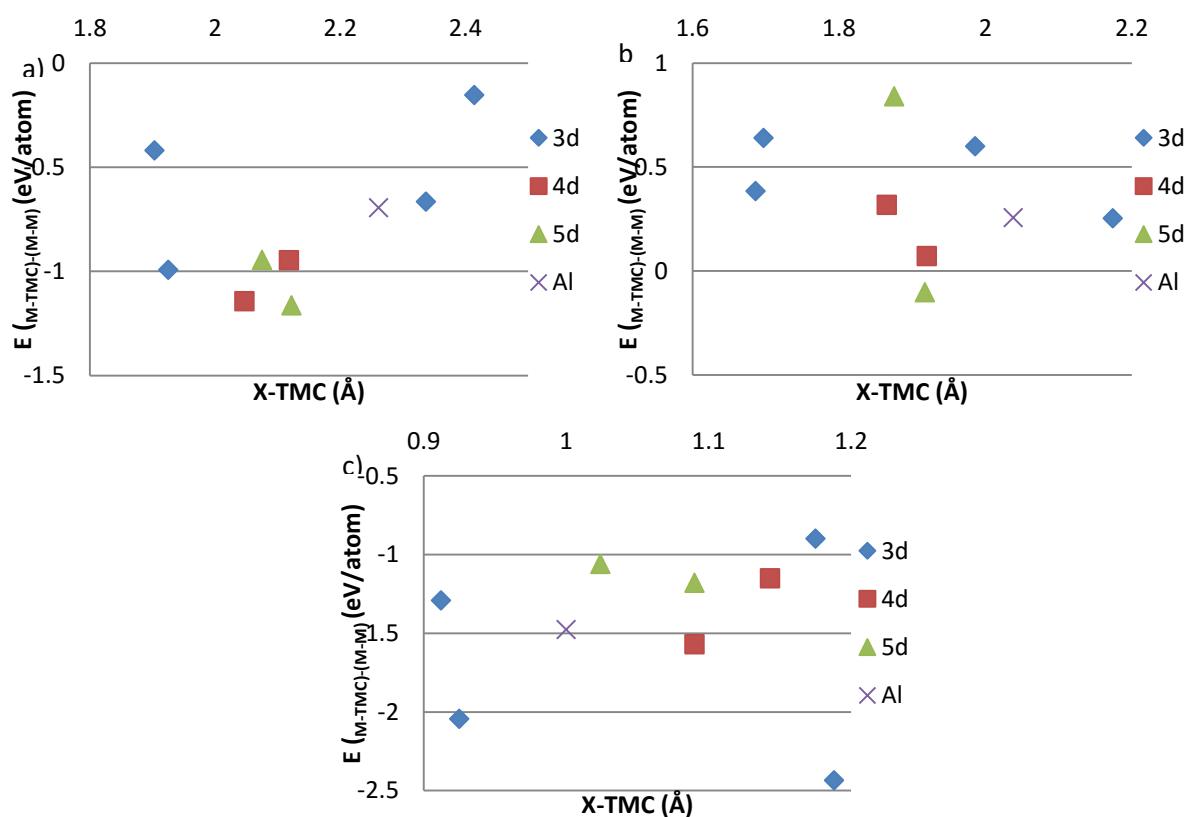 1.8 2 2.2 2.4
a)
0
-0.5
-1
-1.5
E (M-TMC)-(M-M) (eV/atom)
X-TMC (Å)
3d
4d
5d
Al
1.6 1.8 2 2.2
b
1
0.5
0
-0.5
E (M-TMC)-(M-M) (eV/atom)
X-TMC (Å)
3d
4d
5d
Al
0.9 1 1.1 1.2
c)
-0.5
-1
-1.5
-2
-2.5
E (M-TMC)-(M-M) (eV/atom)
X-TMC (Å)
3d
4d
5d
Al